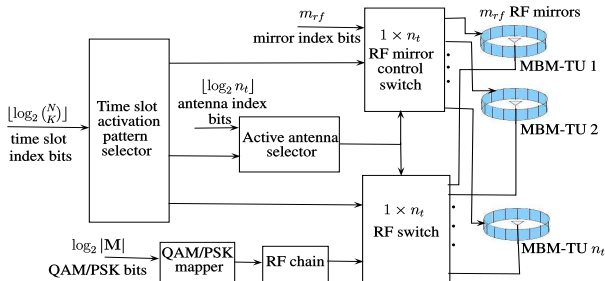 ⌊log₂ (N K)⌋
time slot
index bits
Time slot
activation
pattern
selector
m_rf
mirror index bits
⌊log₂ n_t⌋
antenna index
bits
Active antenna
selector
1 × n_t
RF mirror
control
switch
1 × n_t
RF switch
log₂ |M|
QAM/PSK bits
QAM/PSK
mapper
RF chain
m_rf RF mirrors
MBM-TU 1
MBM-TU 2
MBM-TU n_t